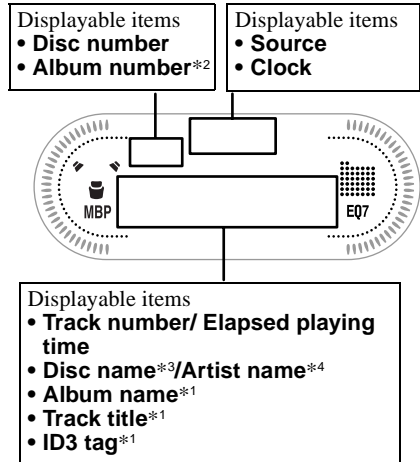 Displayable items
• Disc number
• Album number*2
Displayable items
• Source
• Clock
MBP
EQ7
Displayable items
• Track number/ Elapsed playing
time
• Disc name*3/Artist name*4
• Album name*1
• Track title*1
• ID3 tag*1